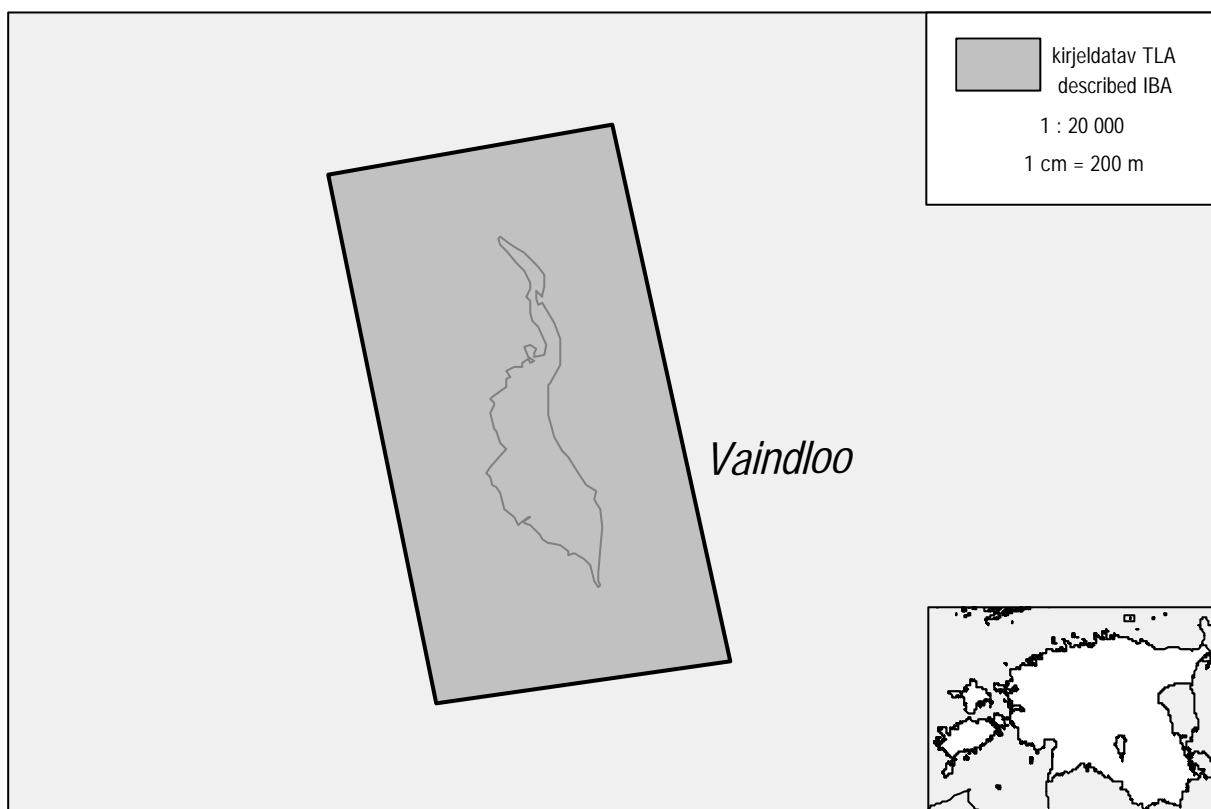 kirjeldatav TLA
described IBA
1 : 20 000
1 cm = 200 m
Vaindloo